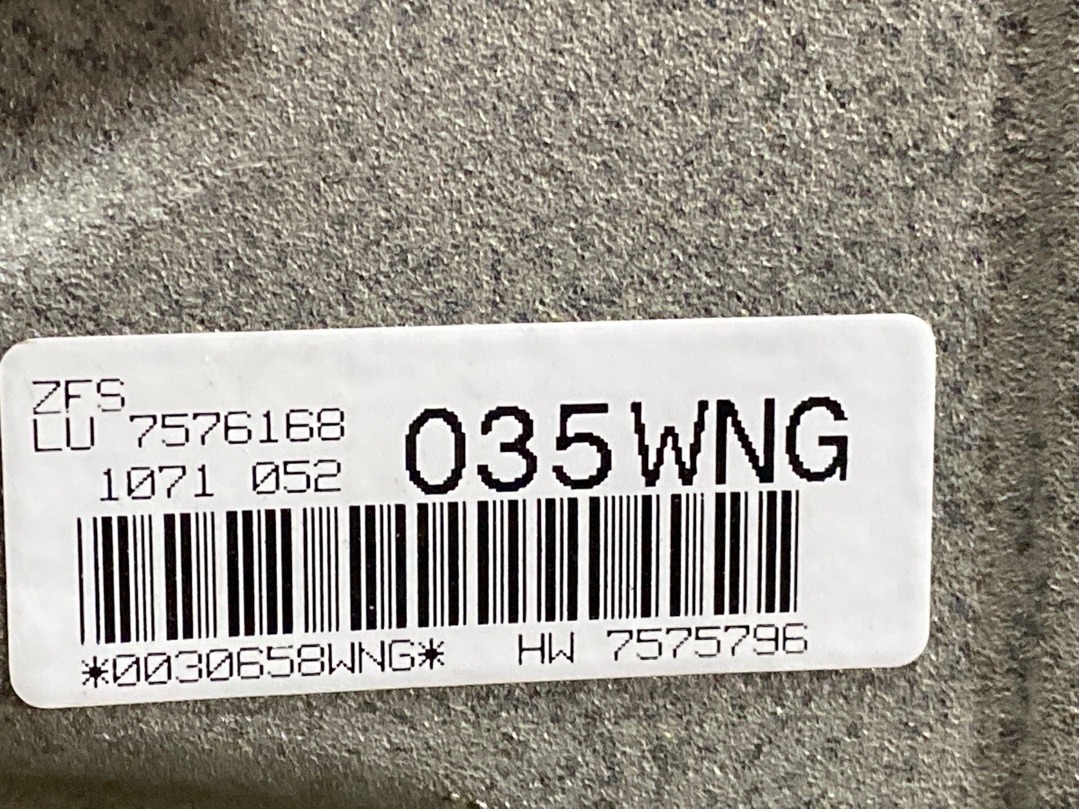 ZFS
LU 7576168
1071 052
035WNG
*0030658WNG* HW 7575796